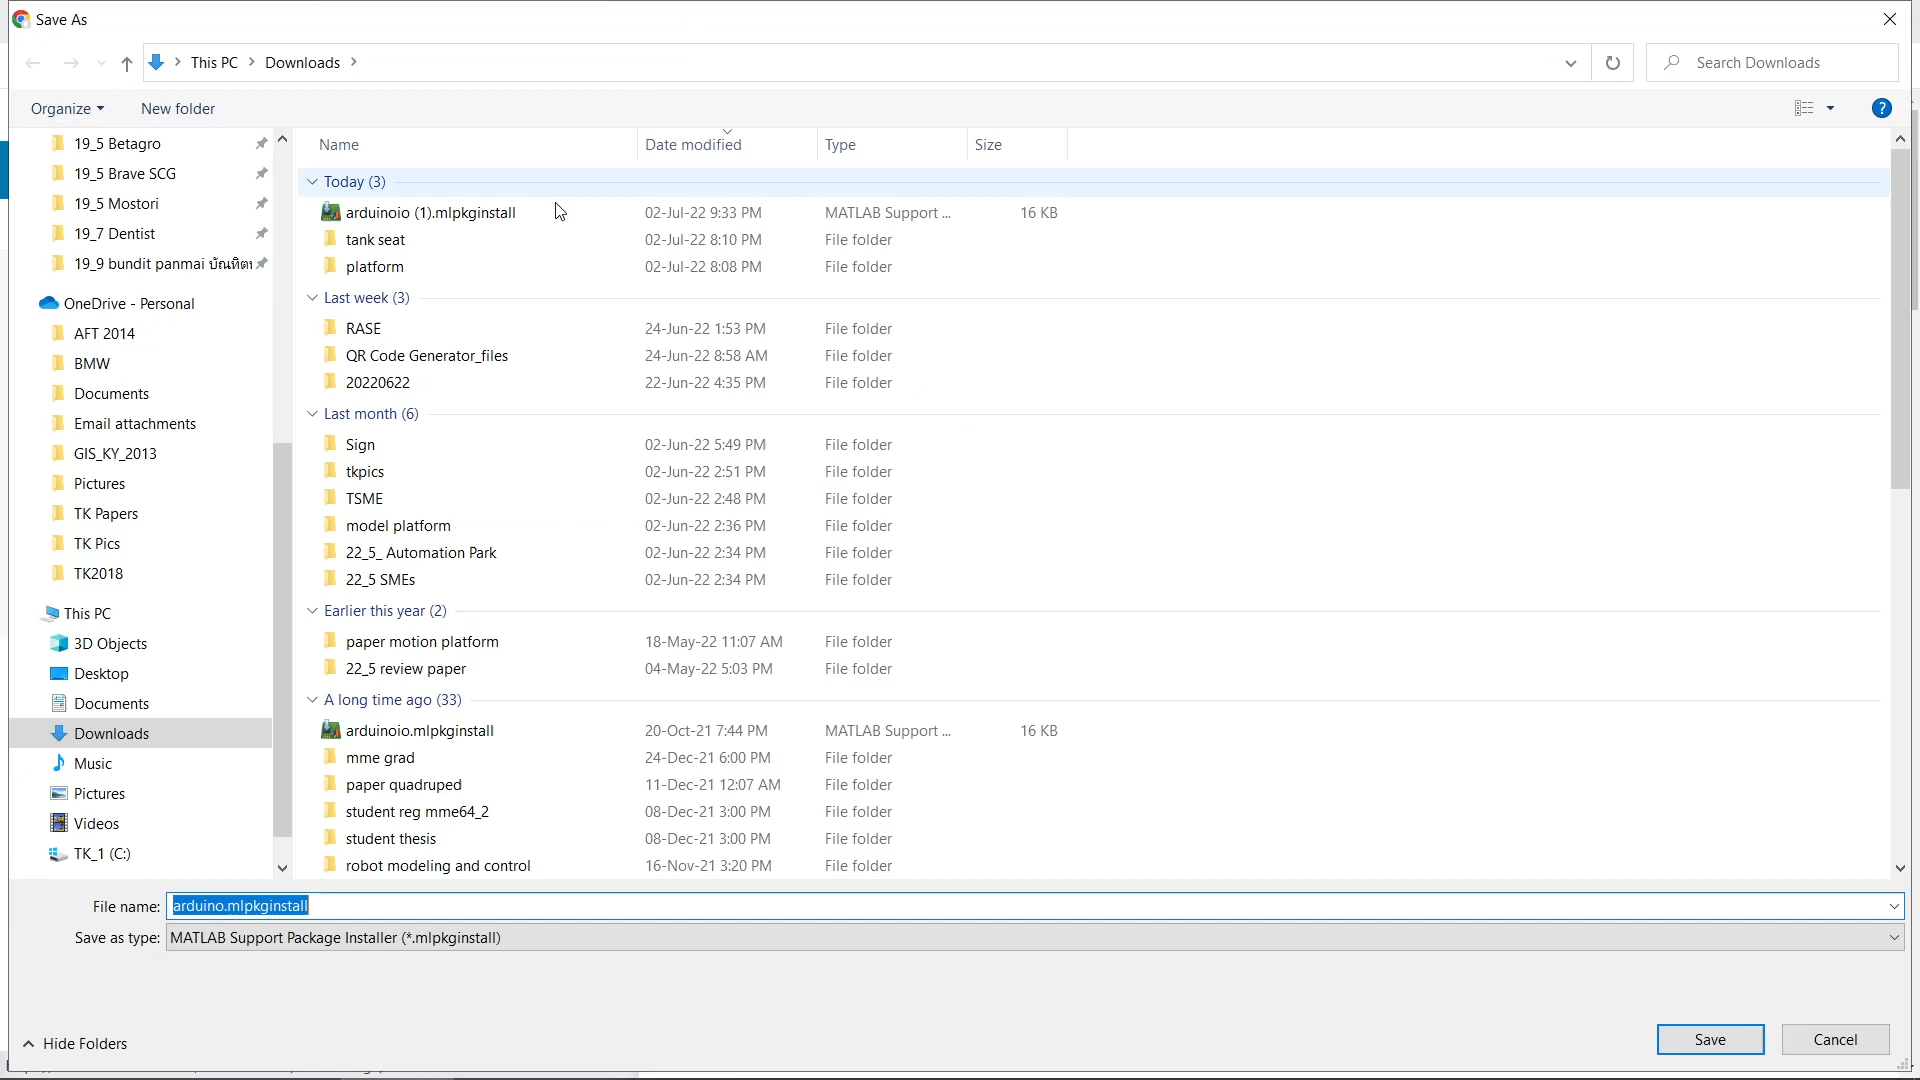 Save As
This PC Downloads
Search Downloads
Organize New folder
19_5 Betagro
19_5 Brave SCG
19_5 Mostori
19_7 Dentist
19_9 bundit panmai
OneDrive - Personal
AFT 2014
BMW
Documents
Email attachments
GIS_KY_2013
Pictures
TK Papers
TK Pics
TK2018
This PC
3D Objects
Desktop
Documents
Downloads
Music
Pictures
Videos
TK_1 (C:)
Name Date modified Type Size
Today (3)
arduinoio (1).mlpkginstall 02-Jul-22 9:33 PM MATLAB Support ... 16 KB
tank seat 02-Jul-22 8:10 PM File folder
platform 02-Jul-22 8:08 PM File folder
Last week (3)
RASE 24-Jun-22 1:53 PM File folder
QR Code Generator_files 24-Jun-22 8:58 AM File folder
20220622 22-Jun-22 4:35 PM File folder
Last month (6)
Sign 02-Jun-22 5:49 PM File folder
tkpics 02-Jun-22 2:51 PM File folder
TSME 02-Jun-22 2:48 PM File folder
model platform 02-Jun-22 2:36 PM File folder
22_5_ Automation Park 02-Jun-22 2:34 PM File folder
22_5 SMEs 02-Jun-22 2:34 PM File folder
Earlier this year (2)
paper motion platform 18-May-22 11:07 AM File folder
22_5 review paper 04-May-22 5:03 PM File folder
A long time ago (33)
arduinoio.mlpkginstall 20-Oct-21 7:44 PM MATLAB Support ... 16 KB
mme grad 24-Dec-21 6:00 PM File folder
paper quadruped 11-Dec-21 12:07 AM File folder
student reg mme64_2 08-Dec-21 3:00 PM File folder
student thesis 08-Dec-21 3:00 PM File folder
robot modeling and control 16-Nov-21 3:20 PM File folder
File name: arduino.mlpkginstall
Save as type: MATLAB Support Package Installer (*.mlpkginstall)
Hide Folders
Save Cancel